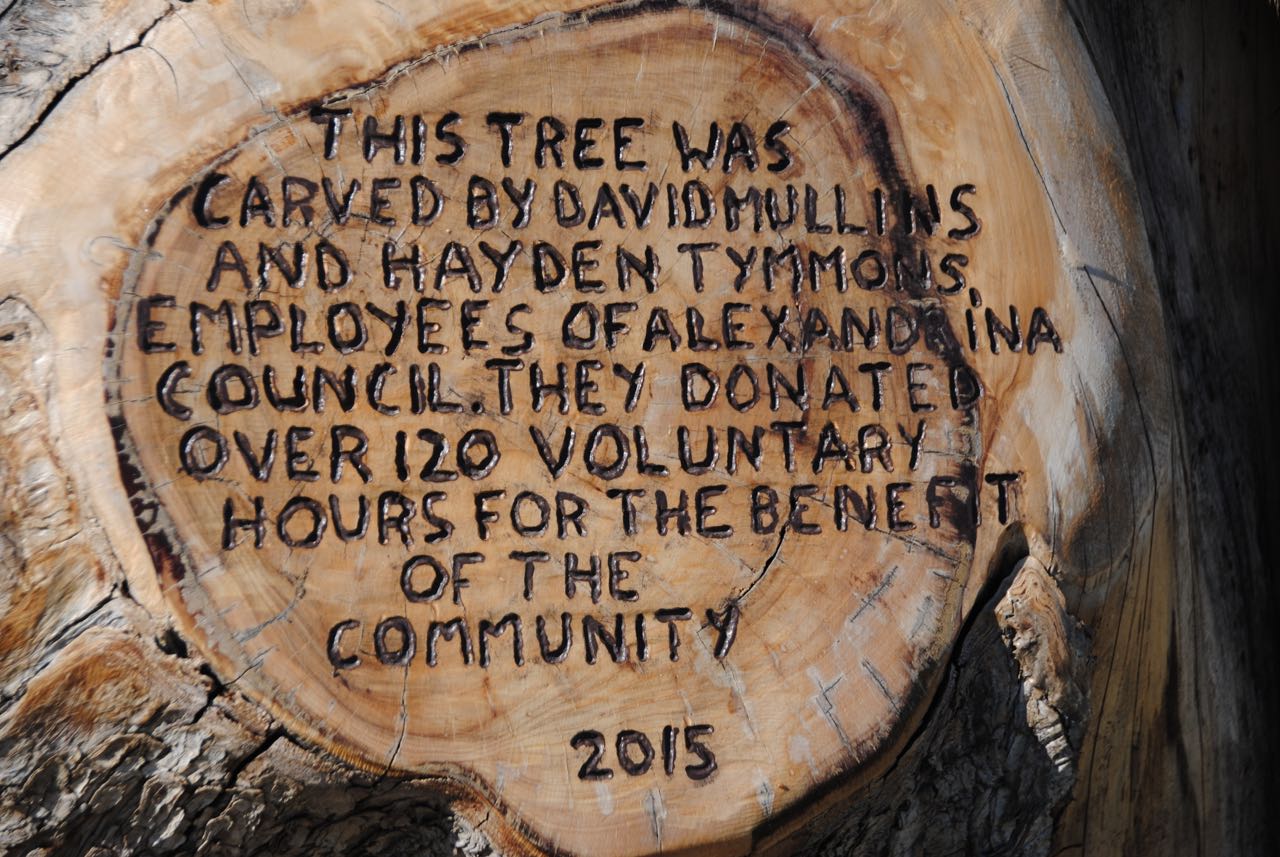 THIS TREE WAS
CARVED BY DAVID MULLINS
AND HAYDEN TYMMONS,
EMPLOYEES OF ALEXANDRINA
COUNCIL. THEY DONATED
OVER 120 VOLUNTARY
HOURS FOR THE BENEFIT
OF THE
COMMUNITY
2015